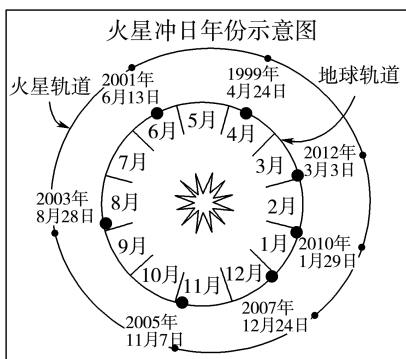 火星冲日年份示意图
火星轨道
地球轨道
2001年
6月13日
1999年
4月24日
2012年
3月3日
2010年
1月29日
2007年
12月24日
2005年
11月7日
2003年
8月28日
6月
5月
4月
3月
2月
1月
12月
11月
10月
9月
8月
7月